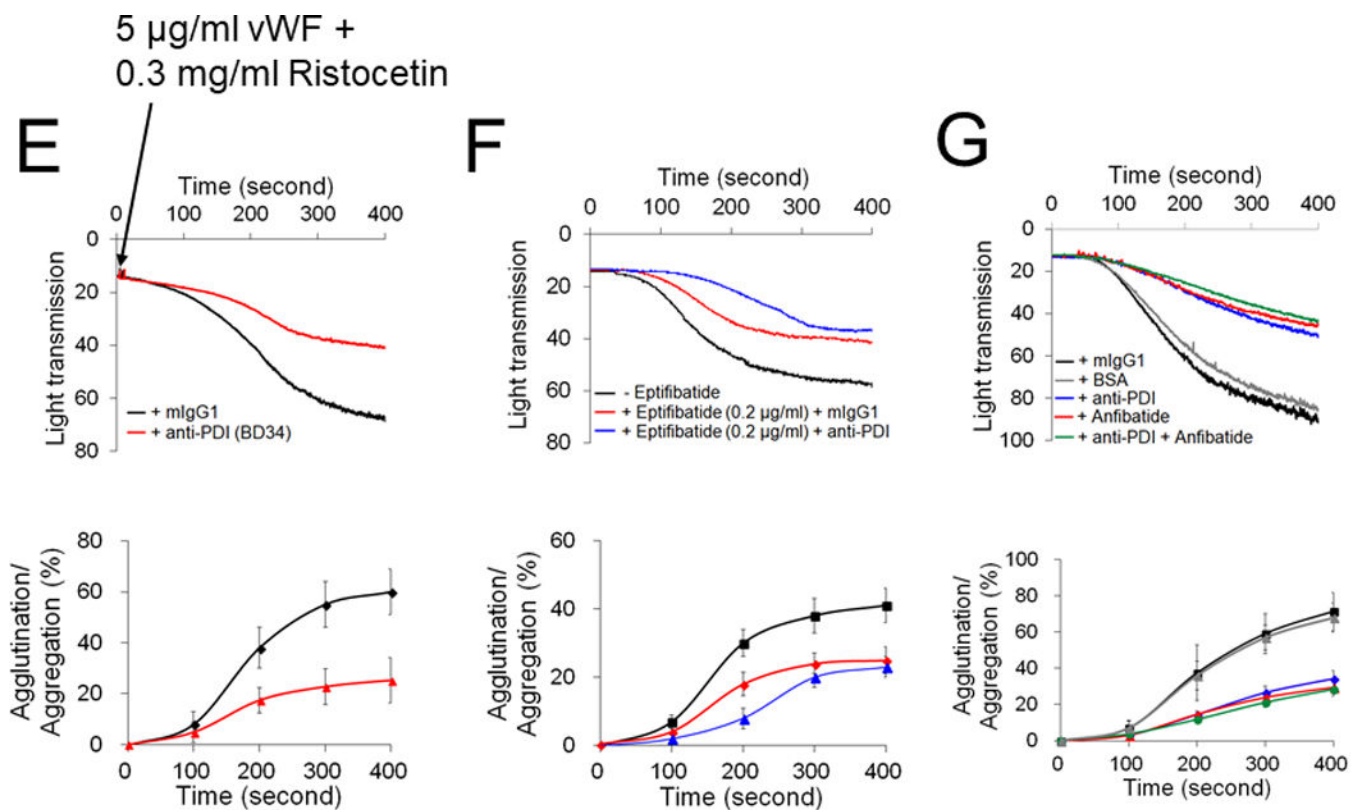 5 µg/ml vWF +
0.3 mg/ml Ristocetin
E
Time (second)
0 100 200 300 400
0
20
40
60
80
Light transmission
+ mIgG1
+ anti-PDI (BD34)
F
Time (second)
0 100 200 300 400
0
20
40
60
80
Light transmission
- Eptifibatide
+ Eptifibatide (0.2 µg/ml) + mIgG1
+ Eptifibatide (0.2 µg/ml) + anti-PDI
G
Time (second)
0 100 200 300 400
0
20
40
60
80
100
Light transmission
+ mIgG1
+ BSA
+ anti-PDI
+ Anfibatide
+ anti-PDI + Anfibatide
Agglutination/
Aggregation (%)
80
60
40
20
0
0 100 200 300 400
Time (second)
Agglutination/
Aggregation (%)
60
40
20
0
0 100 200 300 400
Time (second)
Agglutination/
Aggregation (%)
100
80
60
40
20
0
0 100 200 300 400
Time (second)